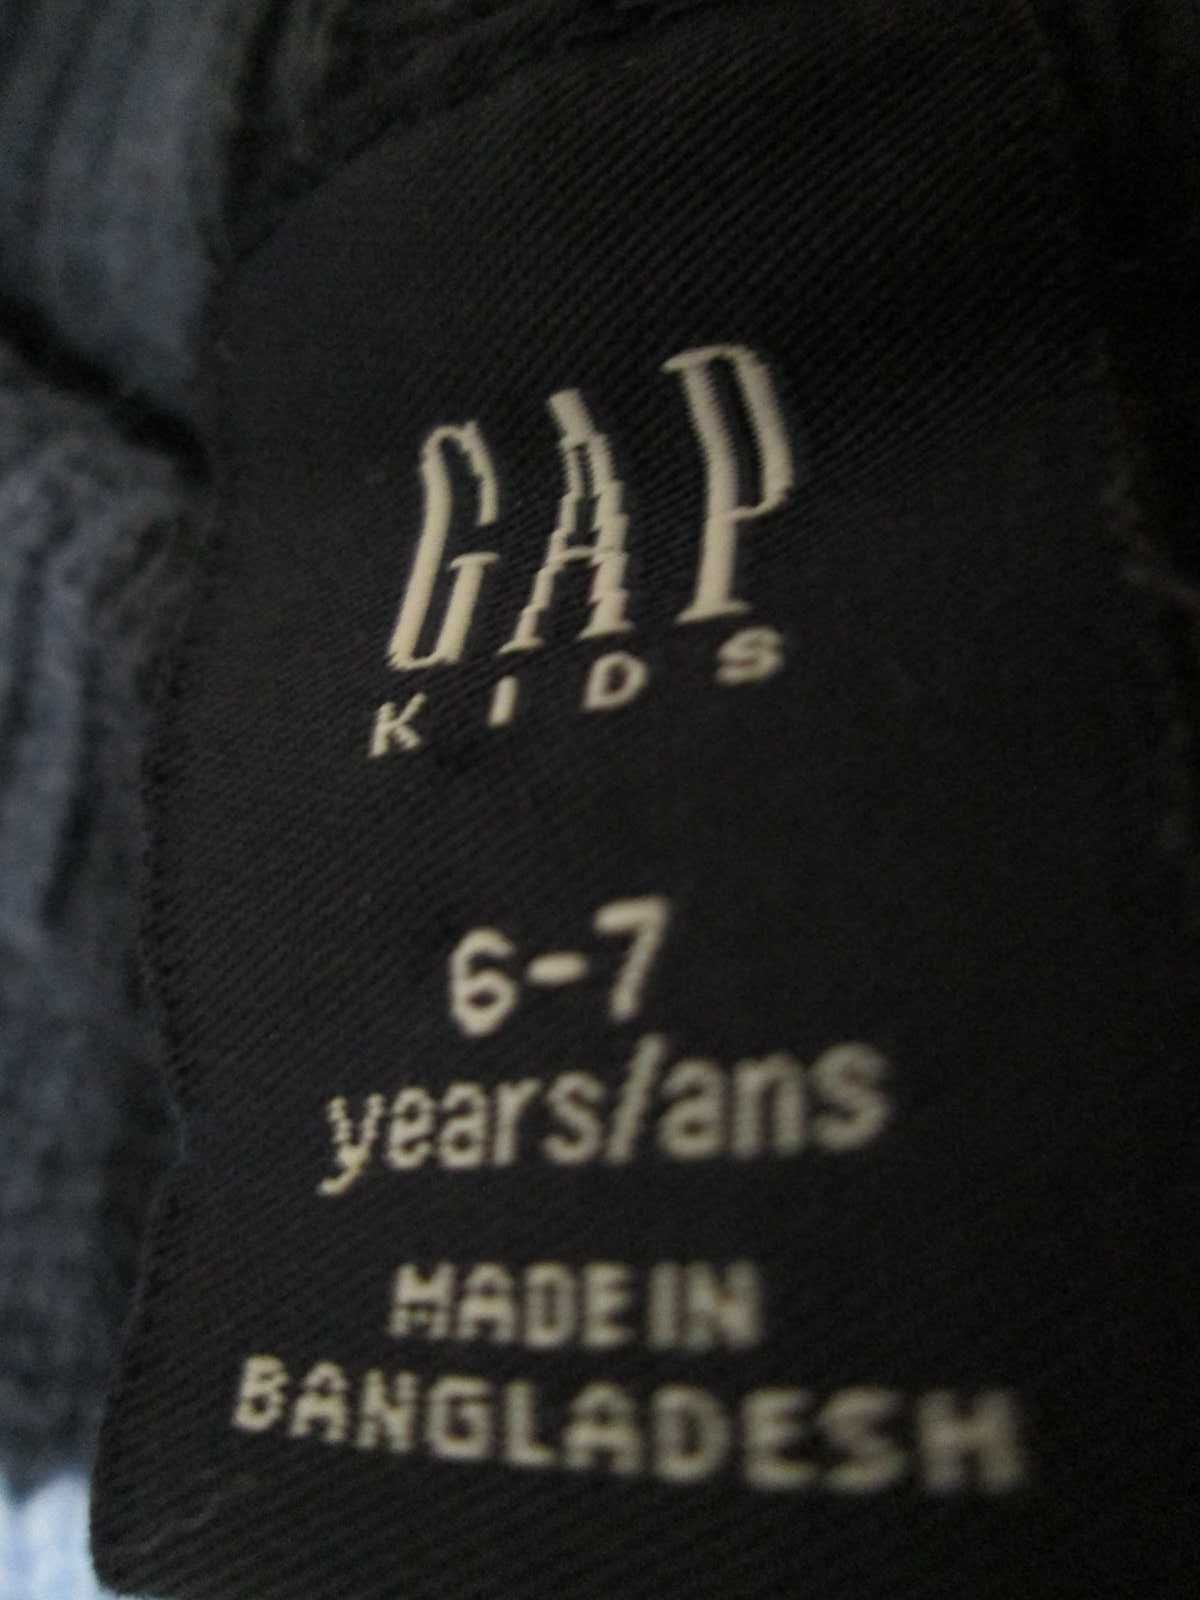 GAP
KIDS
6-7
years/ans
MADE IN
BANGLADESH